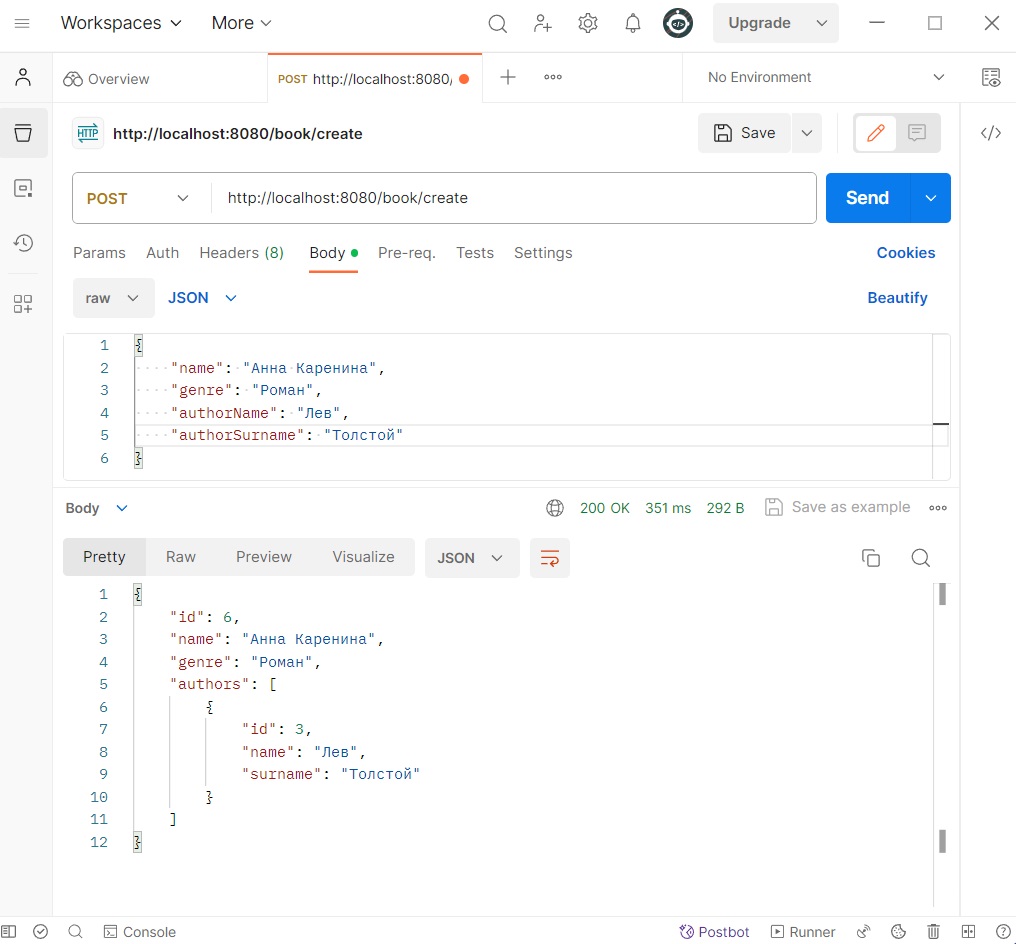 Workspaces More Upgrade
Overview POST http://localhost:8080/ No Environment
HTTP http://localhost:8080/book/create Save
POST http://localhost:8080/book/create Send
Params Auth Headers (8) Body Pre-req. Tests Settings Cookies
raw JSON Beautify
1 {
2 "name": "Анна Каренина",
3 "genre": "Роман",
4 "authorName": "Лев",
5 "authorSurname": "Толстой"
6 }
Body 200 OK 351 ms 292 B Save as example
Pretty Raw Preview Visualize JSON
1 {
2 "id": 6,
3 "name": "Анна Каренина",
4 "genre": "Роман",
5 "authors": [
6 {
7 "id": 3,
8 "name": "Лев",
9 "surname": "Толстой"
10 }
11 ]
12 }
Console Postbot Runner